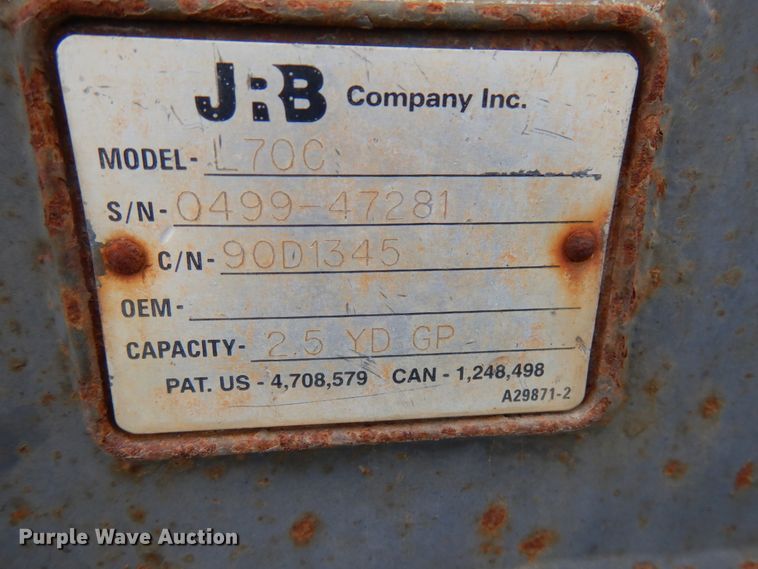 JRB Company Inc.
MODEL- L70C
S/N- 0499-47281
C/N- 90D1345
OEM-
CAPACITY- 2.5 YD GP
PAT. US - 4,708,579 CAN - 1,248,498
A29871-2
Purple Wave Auction